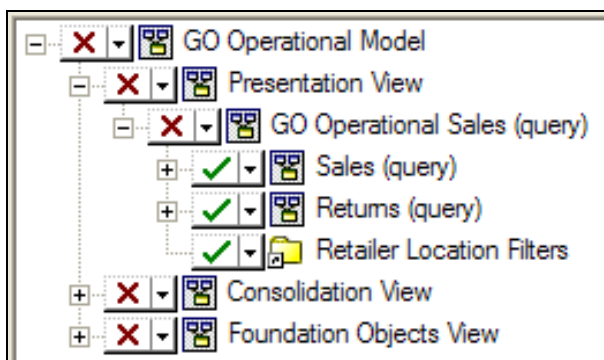 GO Operational Model
Presentation View
GO Operational Sales (query)
Sales (query)
Returns (query)
Retailer Location Filters
Consolidation View
Foundation Objects View